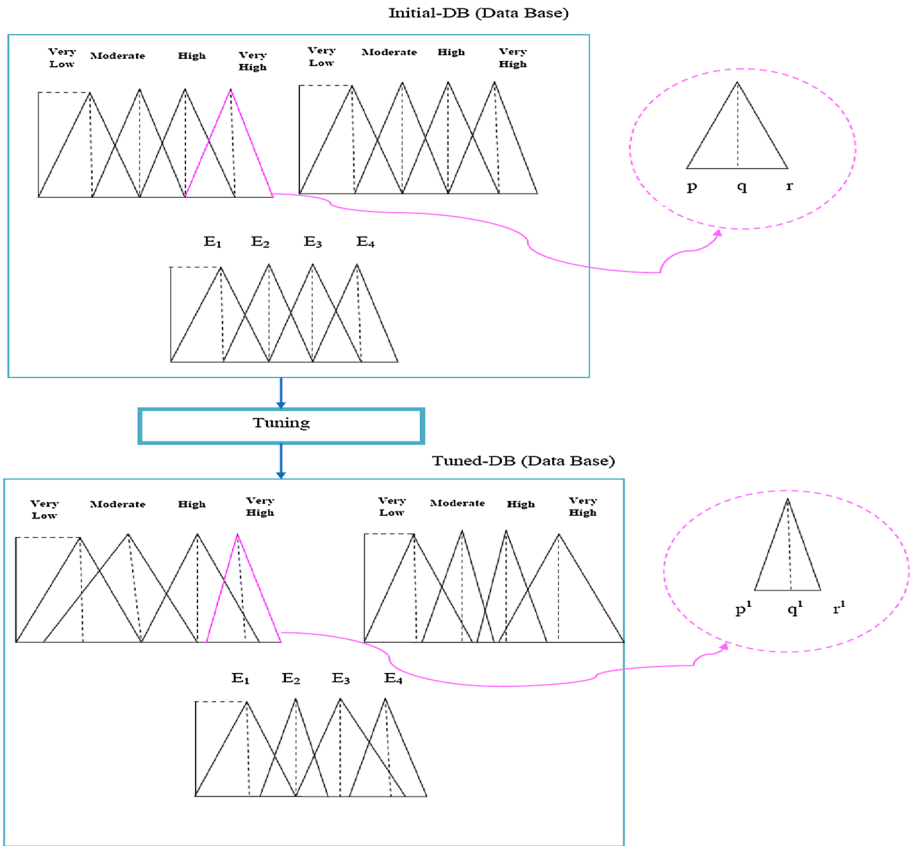 Initial-DB (Data Base)
Very Low Moderate High Very High
Very Low Moderate High Very High
p q r
E₁ E₂ E₃ E₄
Tuning
Tuned-DB (Data Base)
Very Low Moderate High Very High
Very Low Moderate High Very High
p¹ q¹ r¹
E₁ E₂ E₃ E₄